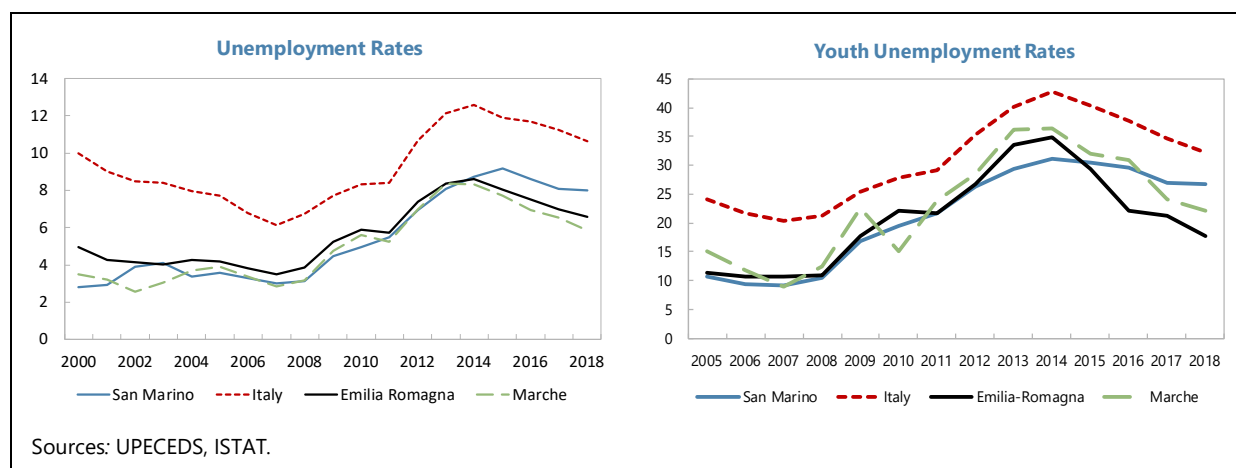 Unemployment Rates
14
12
10
8
6
4
2
0
2000 2002 2004 2006 2008 2010 2012 2014 2016 2018
San Marino Italy Emilia Romagna Marche
Youth Unemployment Rates
45
40
35
30
25
20
15
10
5
0
2005 2006 2007 2008 2009 2010 2011 2012 2013 2014 2015 2016 2017 2018
San Marino Italy Emilia-Romagna Marche
Sources: UPECEDS, ISTAT.